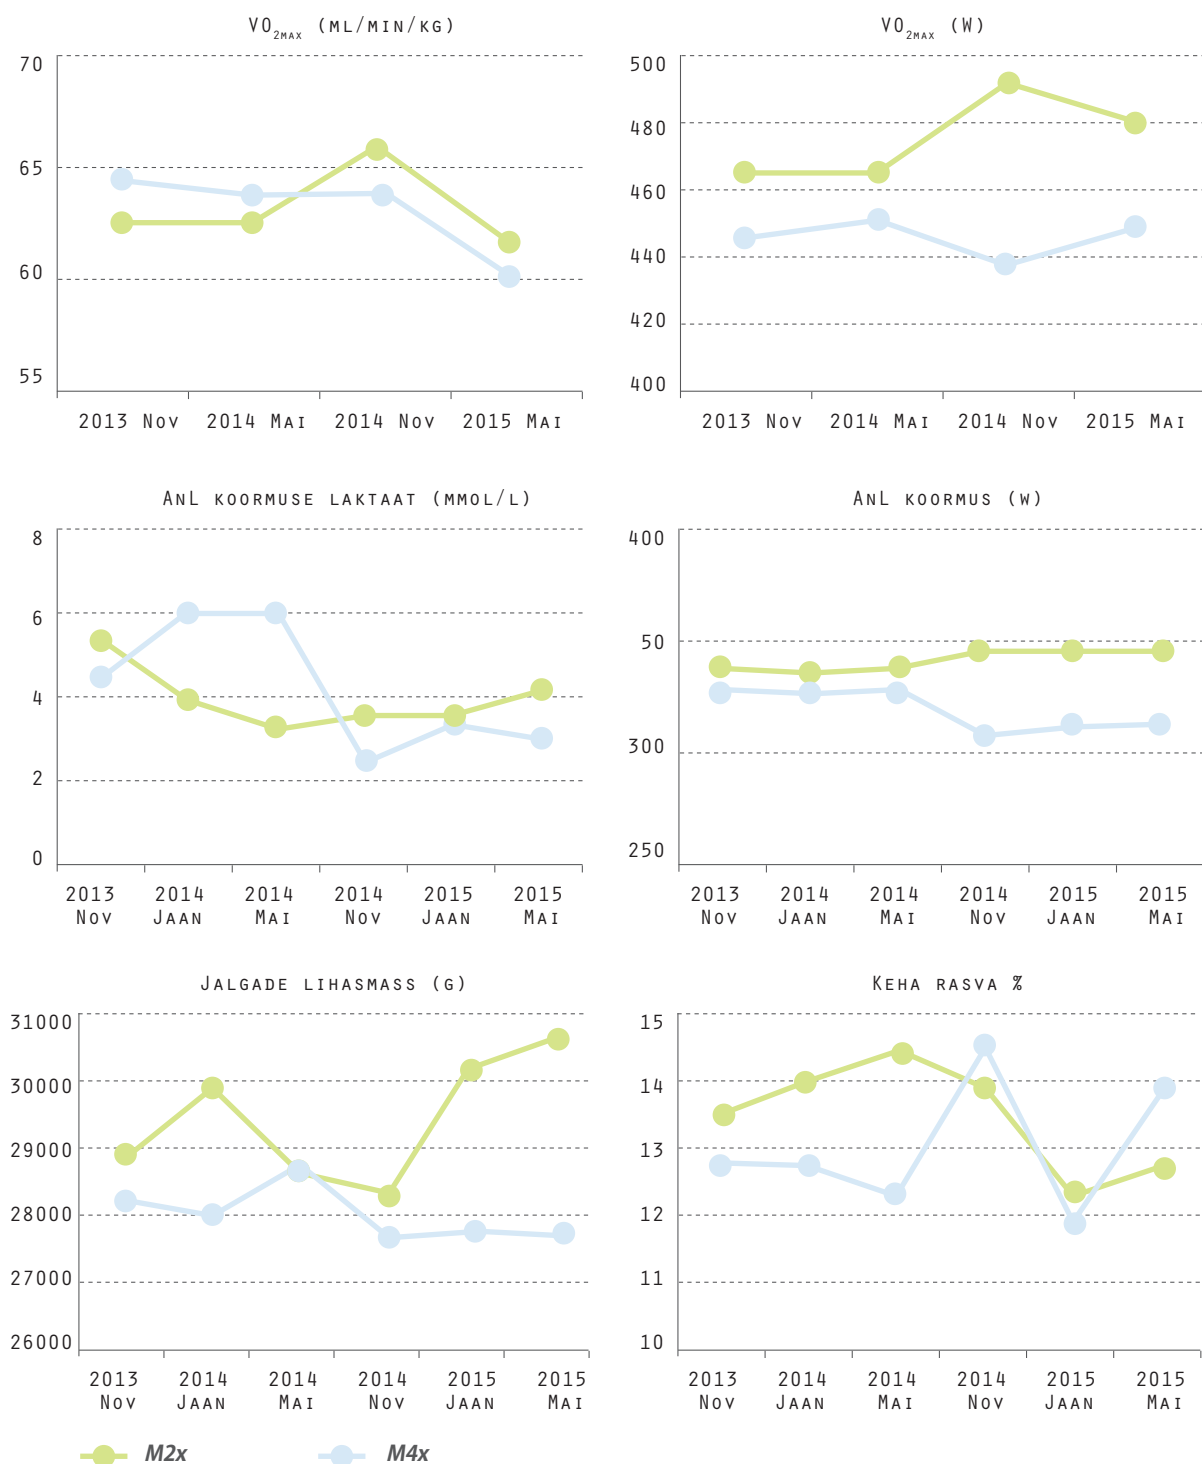 VO2MAX (ML/MIN/KG)
70
65
60
55
2013 NOV 2014 MAI 2014 NOV 2015 MAI
VO2MAX (W)
500
480
460
440
420
400
2013 NOV 2014 MAI 2014 NOV 2015 MAI
ANL KOORMUSE LAKTAAT (MMOL/L)
8
6
4
2
0
2013 2014 2014 2014 2015 2015
NOV JAAN MAI NOV JAAN MAI
ANL KOORMUS (W)
400
50
300
250
2013 2014 2014 2014 2015 2015
NOV JAAN MAI NOV JAAN MAI
JALGADE LIHASMASS (G)
31000
30000
29000
28000
27000
26000
2013 2014 2014 2014 2015 2015
NOV JAAN MAI NOV JAAN MAI
KEHA RASVA %
15
14
13
12
11
10
2013 2014 2014 2014 2015 2015
NOV JAAN MAI NOV JAAN MAI
M2x M4x